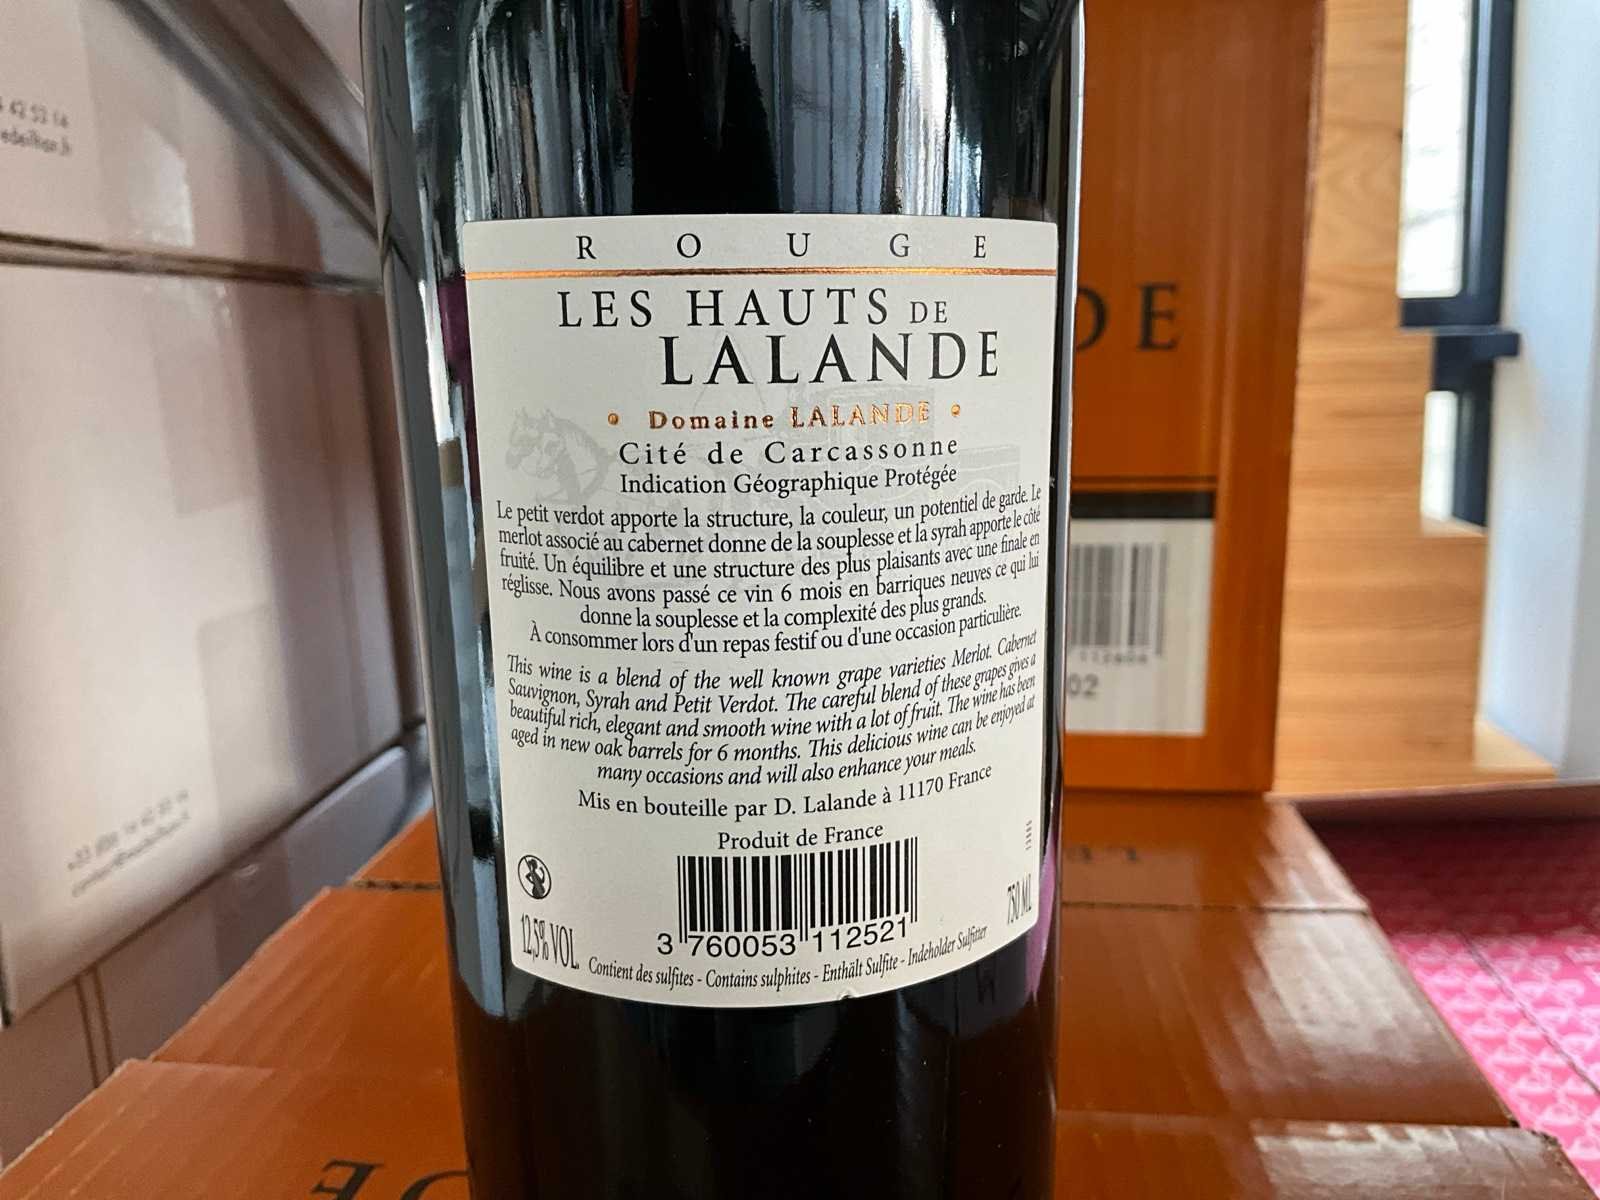 42 52 14
ROUGE
LES HAUTS DE
LALANDE
• Domaine LALANDE •
Cité de Carcassonne
Indication Géographique Protégée
Le petit verdot apporte la structure, la couleur, un potentiel de garde. Le
merlot associé au cabernet donne de la souplesse et la syrah apporte le côté
fruité. Un équilibre et une structure des plus plaisants avec une finale en
réglisse. Nous avons passé ce vin 6 mois en barriques neuves ce qui lui
donne la souplesse et la complexité des plus grands.
À consommer lors d'un repas festif ou d'une occasion particulière.
This wine is a blend of the well known grape varieties Merlot. Cabernet
Sauvignon, Syrah and Petit Verdot. The careful blend of these grapes gives a
beautiful rich, elegant and smooth wine with a lot of fruit. The wine has been
aged in new oak barrels for 6 months. This delicious wine can be enjoyed at
many occasions and will also enhance your meals.
Mis en bouteille par D. Lalande à 11170 France
Produit de France
12,5% VOL.
3 760053 112521
750 ML
Contient des sulfites - Contains sulphites - Enthält Sulfite - Indeholder Sulfitter
DE
02